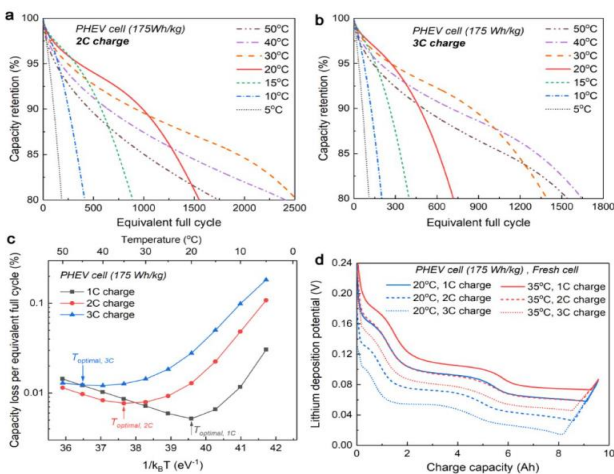 a
PHEV cell (175Wh/kg)
2C charge
50°C
40°C
30°C
20°C
15°C
10°C
5°C
Capacity retention (%)
100
95
90
85
80
0 500 1000 1500 2000 2500
Equivalent full cycle
b
PHEV cell (175 Wh/kg)
3C charge
50°C
40°C
30°C
20°C
15°C
10°C
5°C
Capacity retention (%)
100
95
90
85
80
0 300 600 900 1200 1500 1800
Equivalent full cycle
c
Temperature (°C)
50 40 30 20 10 0
PHEV cell (175 Wh/kg)
1C charge
2C charge
3C charge
Toptimal, 3C
Toptimal, 2C
Toptimal, 1C
Capacity loss per equivalent full cycle (%)
0.1
0.01
36 37 38 39 40 41 42
1/kBT (eV-1)
d
PHEV cell (175 Wh/kg) , Fresh cell
20°C, 1C charge
20°C, 2C charge
20°C, 3C charge
35°C, 1C charge
35°C, 2C charge
35°C, 3C charge
Lithium deposition potential (V)
0.24
0.20
0.16
0.12
0.08
0.04
0.00
0 2 4 6 8 10
Charge capacity (Ah)